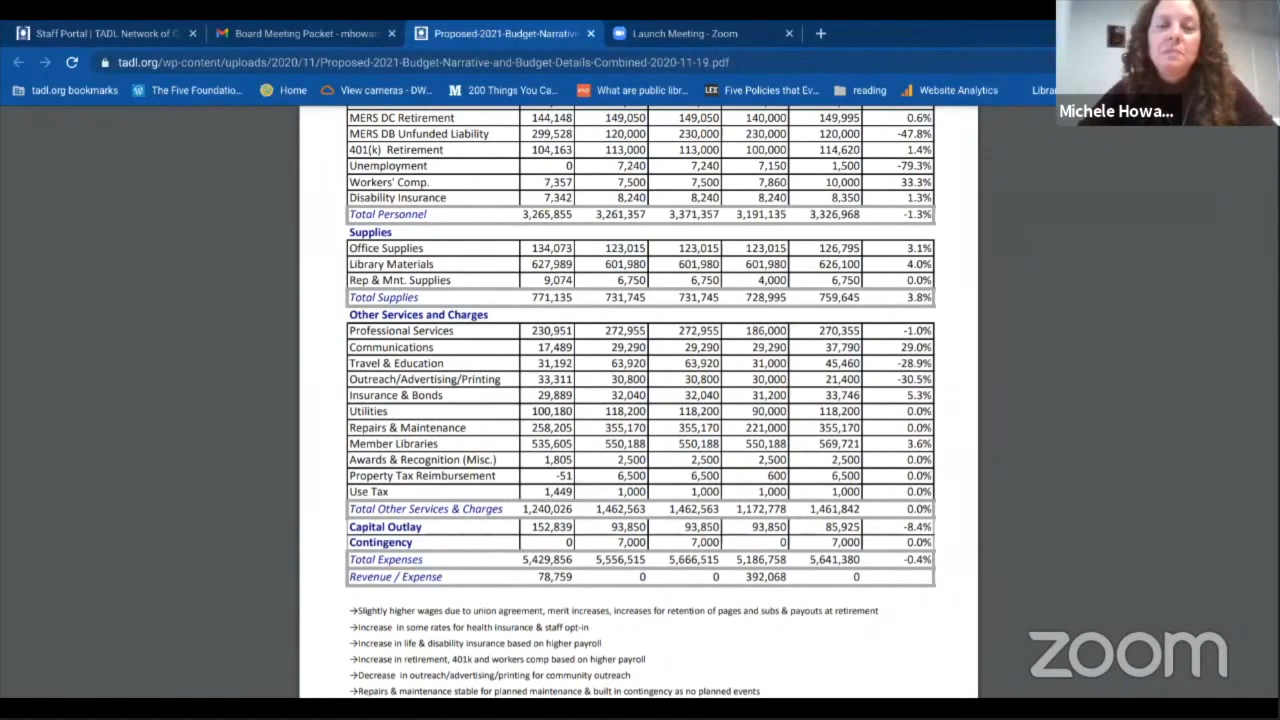 Staff Portal | TADL Network of C
Board Meeting Packet - mhowa
Proposed-2021-Budget-Narrativ
Launch Meeting - Zoom
tadl.org/wp-content/uploads/2020/11/Proposed-2021-Budget-Narrative-and-Budget-Details-Combined-2020-11-19.pdf
tadl.org bookmarks
The Five Foundatio...
Home
View cameras - DW...
200 Things You Ca...
What are public libr...
Five Policies that Ev...
reading
Website Analytics
Librar
Michele Howa...
MERS DC Retirement 144,148 149,050 149,050 140,000 149,995 0.6%
MERS DB Unfunded Liability 299,528 120,000 230,000 230,000 120,000 -47.8%
401(k) Retirement 104,163 113,000 113,000 100,000 114,620 1.4%
Unemployment 0 7,240 7,240 7,150 1,500 -79.3%
Workers' Comp. 7,357 7,500 7,500 7,860 10,000 33.3%
Disability Insurance 7,342 8,240 8,240 8,240 8,350 1.3%
Total Personnel 3,265,855 3,261,357 3,371,357 3,191,135 3,326,968 -1.3%
Supplies
Office Supplies 134,073 123,015 123,015 123,015 126,795 3.1%
Library Materials 627,989 601,980 601,980 601,980 626,100 4.0%
Rep & Mnt. Supplies 9,074 6,750 6,750 4,000 6,750 0.0%
Total Supplies 771,135 731,745 731,745 728,995 759,645 3.8%
Other Services and Charges
Professional Services 230,951 272,955 272,955 186,000 270,355 -1.0%
Communications 17,489 29,290 29,290 29,290 37,790 29.0%
Travel & Education 31,192 63,920 63,920 31,000 45,460 -28.9%
Outreach/Advertising/Printing 33,311 30,800 30,800 30,000 21,400 -30.5%
Insurance & Bonds 29,889 32,040 32,040 31,200 33,746 5.3%
Utilities 100,180 118,200 118,200 90,000 118,200 0.0%
Repairs & Maintenance 258,205 355,170 355,170 221,000 355,170 0.0%
Member Libraries 535,605 550,188 550,188 550,188 569,721 3.6%
Awards & Recognition (Misc.) 1,805 2,500 2,500 2,500 2,500 0.0%
Property Tax Reimbursement -51 6,500 6,500 600 6,500 0.0%
Use Tax 1,449 1,000 1,000 1,000 1,000 0.0%
Total Other Services & Charges 1,240,026 1,462,563 1,462,563 1,172,778 1,461,842 0.0%
Capital Outlay 152,839 93,850 93,850 93,850 85,925 -8.4%
Contingency 0 7,000 7,000 0 7,000 0.0%
Total Expenses 5,429,856 5,556,515 5,666,515 5,186,758 5,641,380 -0.4%
Revenue / Expense 78,759 0 0 392,068 0
→Slightly higher wages due to union agreement, merit increases, increases for retention of pages and subs & payouts at retirement
→Increase in some rates for health insurance & staff opt-in
→Increase in life & disability insurance based on higher payroll
→Increase in retirement, 401k and workers comp based on higher payroll
→Decrease in outreach/advertising/printing for community outreach
→Repairs & maintenance stable for planned maintenance & built in contingency as no planned events
zoom